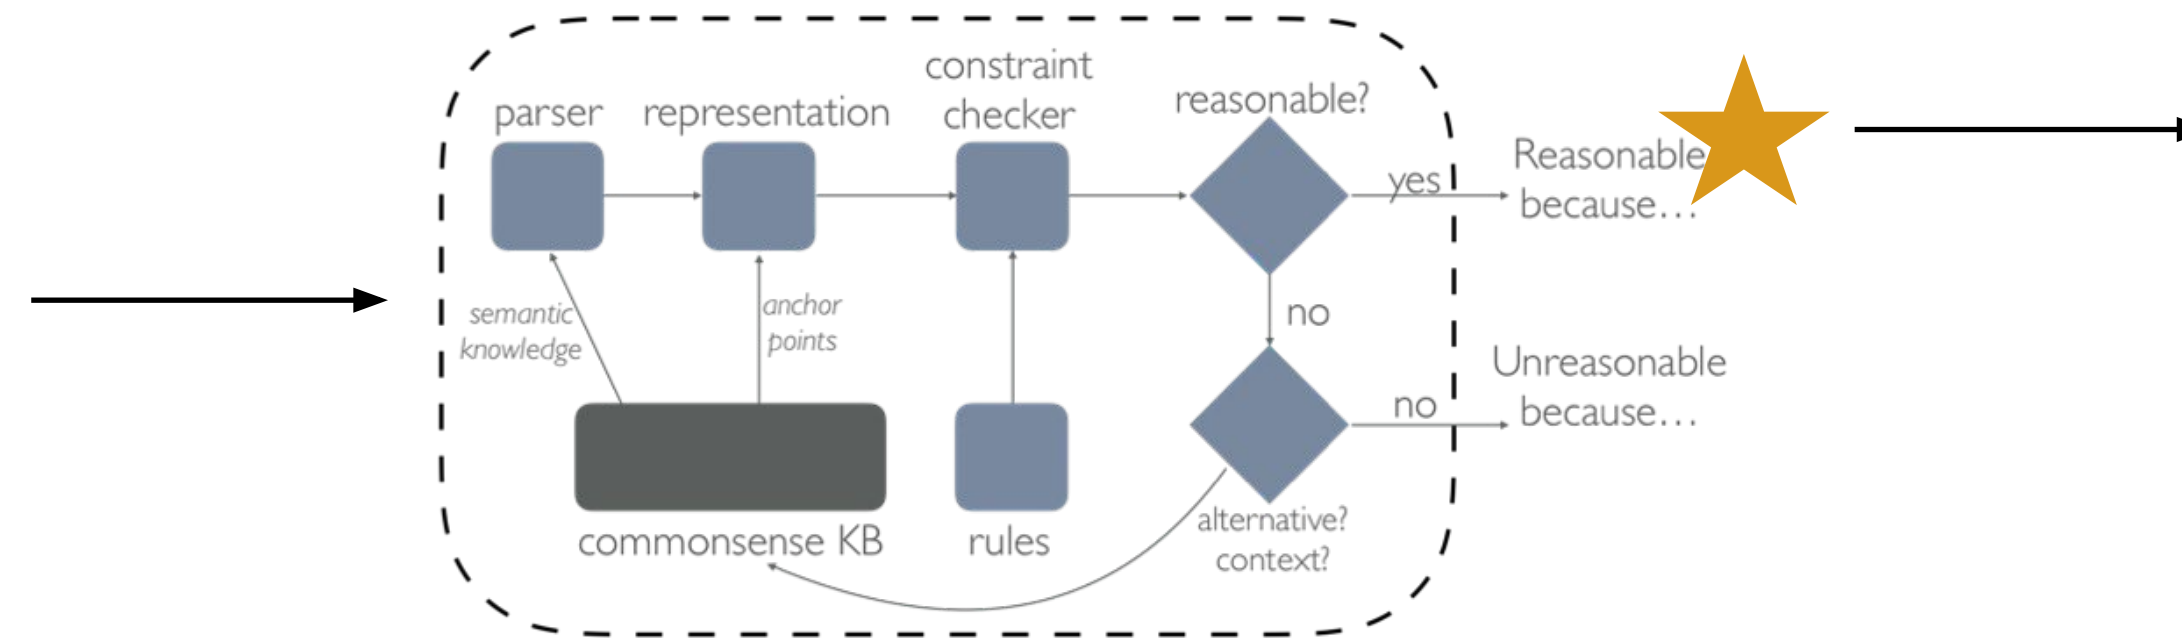 parser
representation
constraint
checker
reasonable?
yes
Reasonable
because…
semantic
knowledge
anchor
points
no
no
Unreasonable
because…
commonsense KB
rules
alternative?
context?